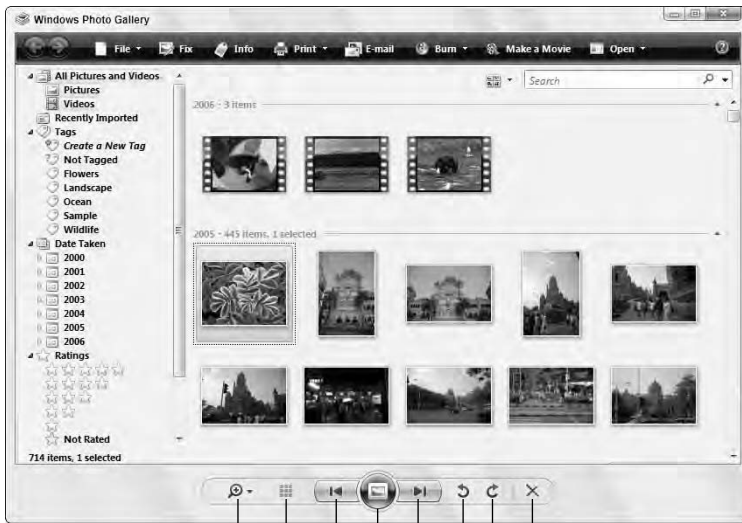 Windows Photo Gallery
File Fix Info Print E-mail Burn Make a Movie Open
All Pictures and Videos
Pictures
Videos
Recently Imported
Tags
Create a New Tag
Not Tagged
Flowers
Landscape
Ocean
Sample
Wildlife
Date Taken
2000
2001
2002
2003
2004
2005
2006
Ratings
Not Rated
714 items, 1 selected
Search
2006 - 3 items
2005 - 445 items, 1 selected